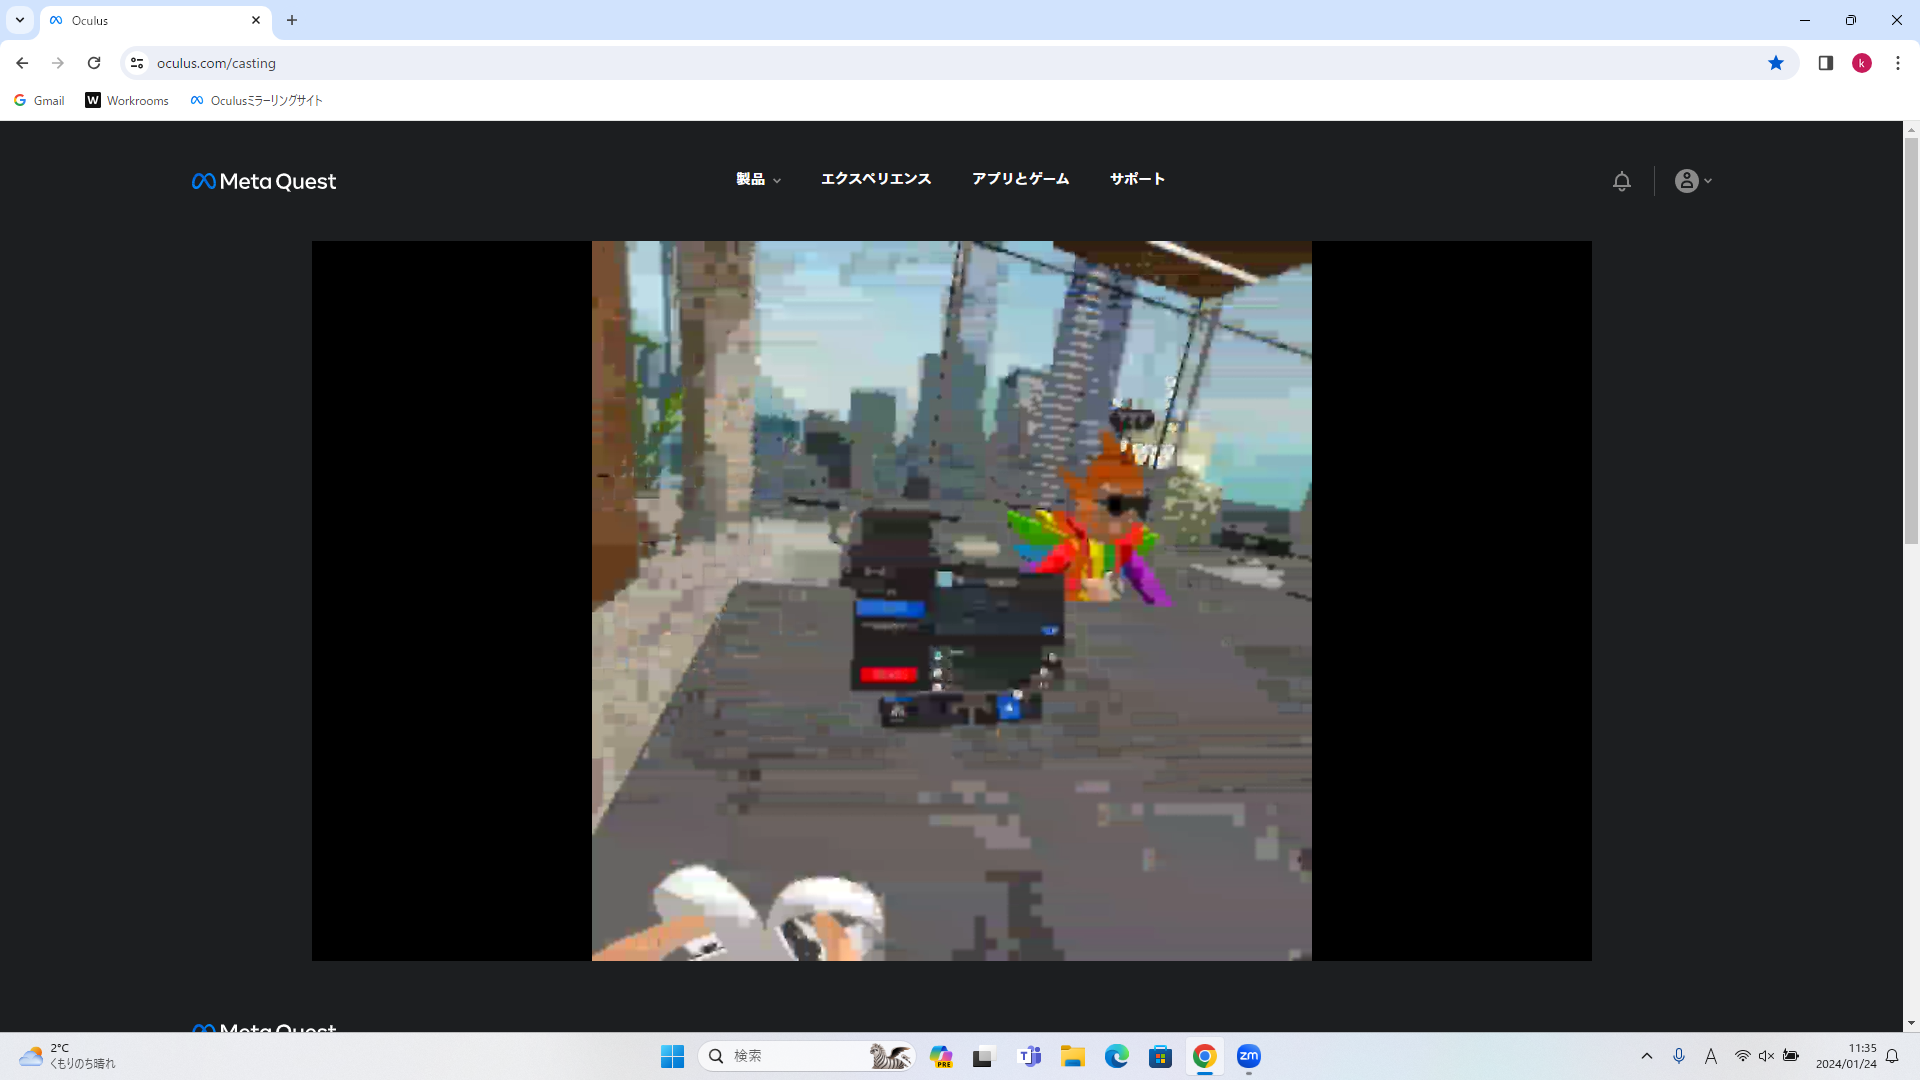 Oculus
oculus.com/casting
k
Gmail
W Workrooms
Oculusミラーリングサイト
Meta Quest
製品
エクスペリエンス
アプリとゲーム
サポート
Meta Quest
2°C
くもりのち晴れ
検索
PRE
T
zm
A
11:35
2024/01/24